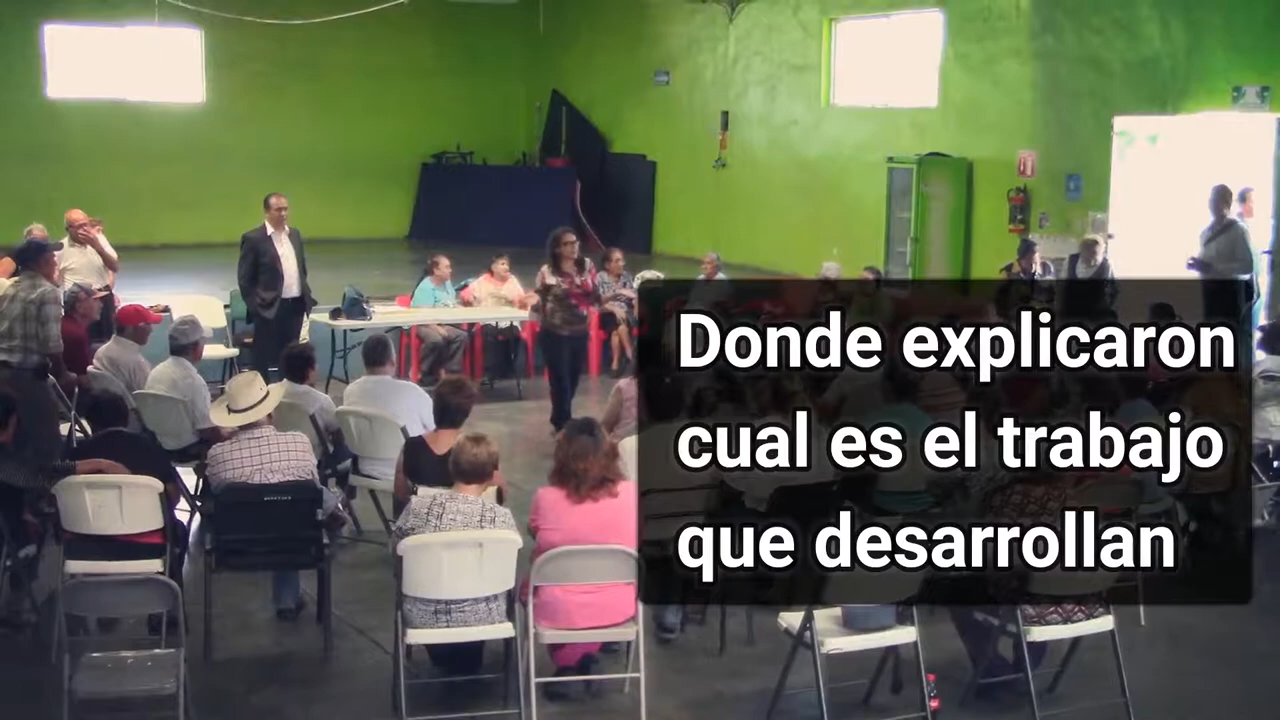 Donde explicaron
cual es el trabajo
que desarrollan